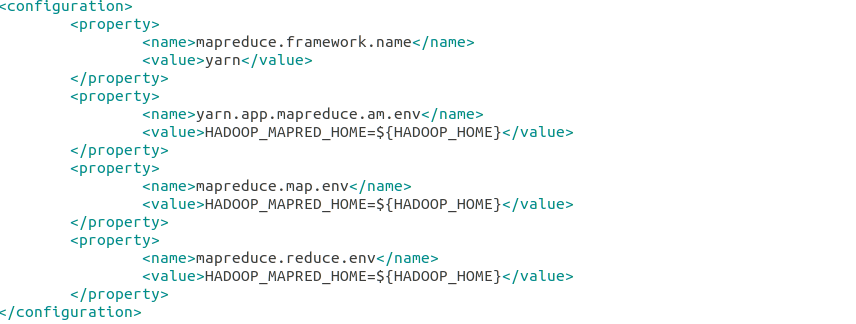 <configuration>
        <property>
                <name>mapreduce.framework.name</name>
                <value>yarn</value>
        </property>
        <property>
                <name>yarn.app.mapreduce.am.env</name>
                <value>HADOOP_MAPRED_HOME=${HADOOP_HOME}</value>
        </property>
        <property>
                <name>mapreduce.map.env</name>
                <value>HADOOP_MAPRED_HOME=${HADOOP_HOME}</value>
        </property>
        <property>
                <name>mapreduce.reduce.env</name>
                <value>HADOOP_MAPRED_HOME=${HADOOP_HOME}</value>
        </property>
</configuration>